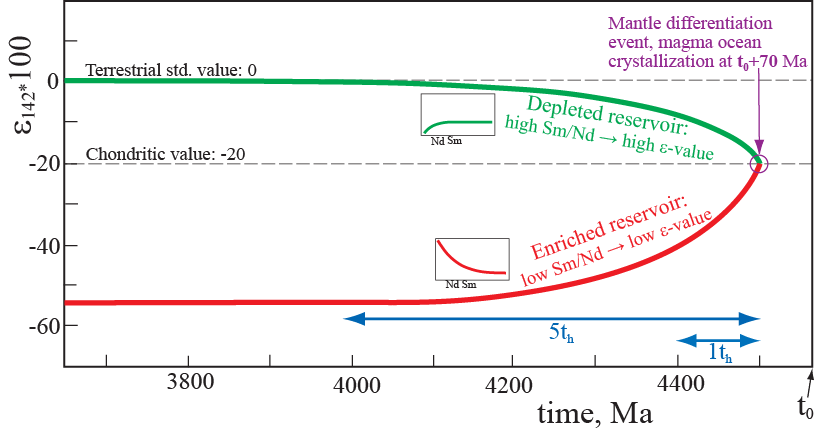 Mantle differentiation
event, magma ocean
crystallization at t₀+70 Ma
ε₁₄₂*100
0
-20
-40
-60
Terrestrial std. value: 0
Chondritic value: -20
Depleted reservoir:
high Sm/Nd → high ε-value
Nd Sm
Enriched reservoir:
low Sm/Nd → low ε-value
Nd Sm
5tₕ
1tₕ
3800
4000
4200
4400
t₀
time, Ma